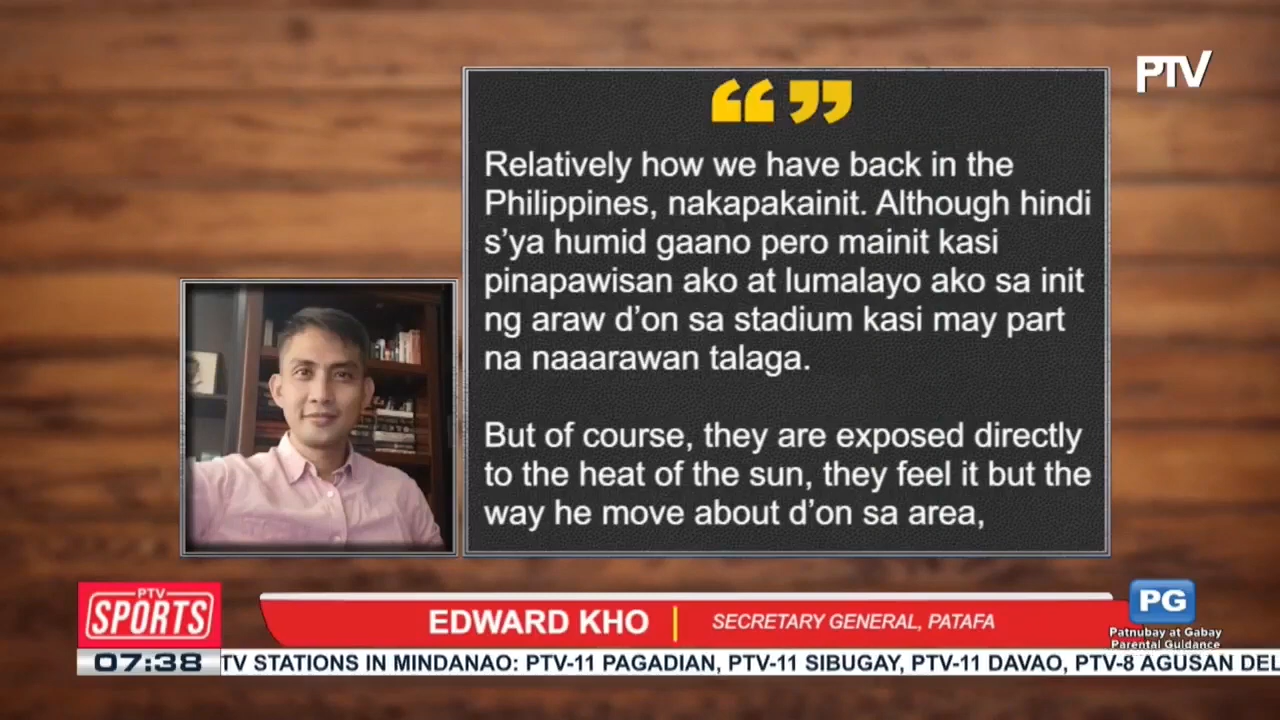 PTV
“ ”
Relatively how we have back in the
Philippines, nakapakainit. Although hindi
s’ya humid gaano pero mainit kasi
pinapawisan ako at lumalayo ako sa init
ng araw d’on sa stadium kasi may part
na naaarawan talaga.
But of course, they are exposed directly
to the heat of the sun, they feel it but the
way he move about d’on sa area,
PTV
SPORTS
EDWARD KHO
SECRETARY GENERAL, PATAFA
PG
Patnubay at Gabay
Parental Guidance
07:38
TV STATIONS IN MINDANAO: PTV-11 PAGADIAN, PTV-11 SIBUGAY, PTV-11 DAVAO, PTV-8 AGUSAN DEL